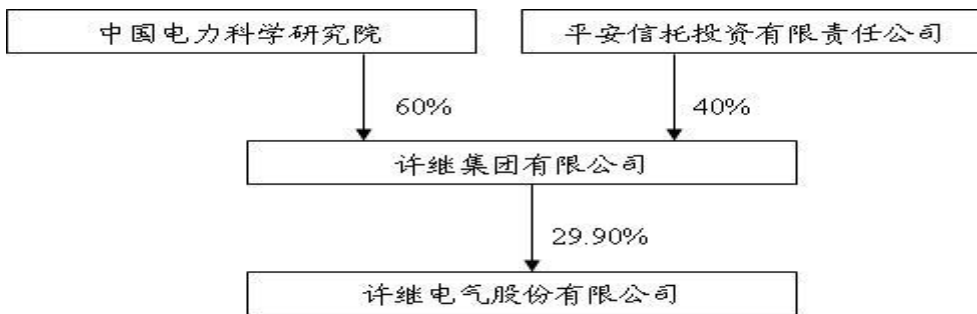 中国电力科学研究院
平安信托投资有限责任公司
60%
40%
许继集团有限公司
29.90%
许继电气股份有限公司